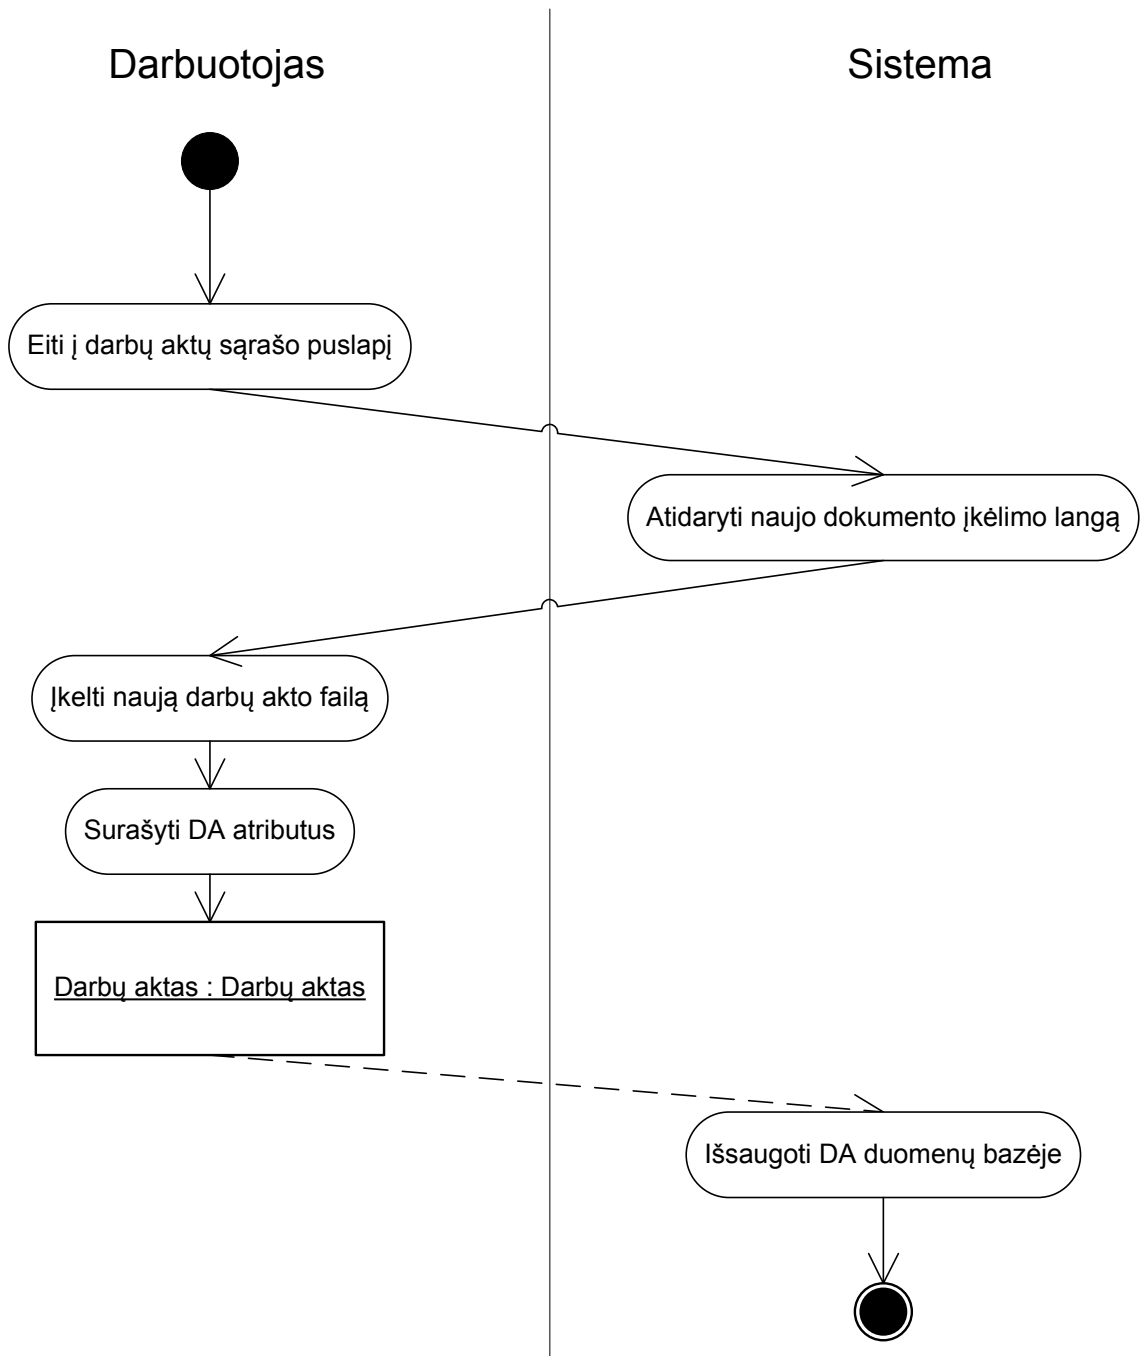 Darbuotojas
Sistema
Eiti į darbų aktų sąrašo puslapį
Atidaryti naujo dokumento įkėlimo langą
Įkelti naują darbų akto failą
Surašyti DA atributus
Darbų aktas : Darbų aktas
Išsaugoti DA duomenų bazėje